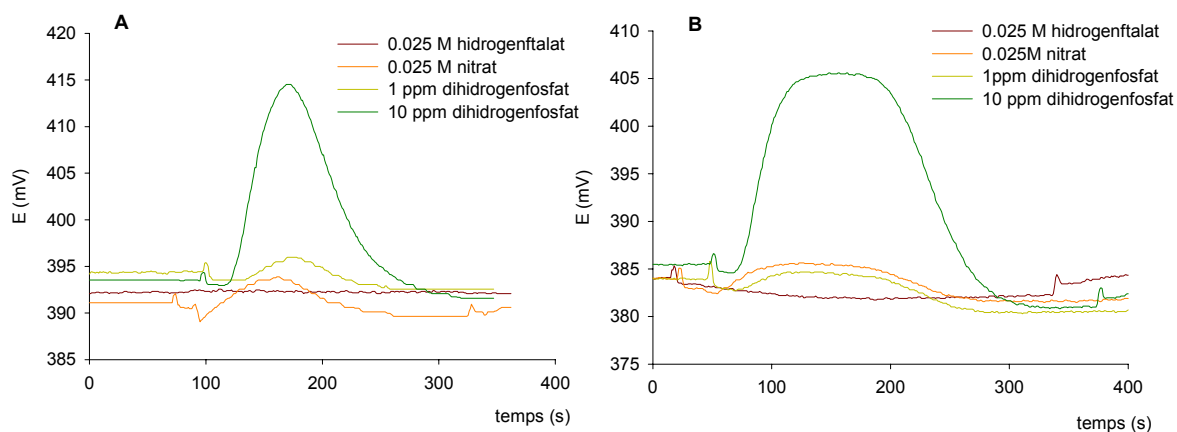 A
0.025 M hidrogenftalat
0.025 M nitrat
1 ppm dihidrogenfosfat
10 ppm dihidrogenfosfat
420
415
410
405
400
395
390
385
E (mV)
0 100 200 300 400
temps (s)
B
0.025 M hidrogenftalat
0.025M nitrat
1ppm dihidrogenfosfat
10 ppm dihidrogenfosfat
410
405
400
395
390
385
380
375
E (mV)
0 100 200 300 400
temps (s)